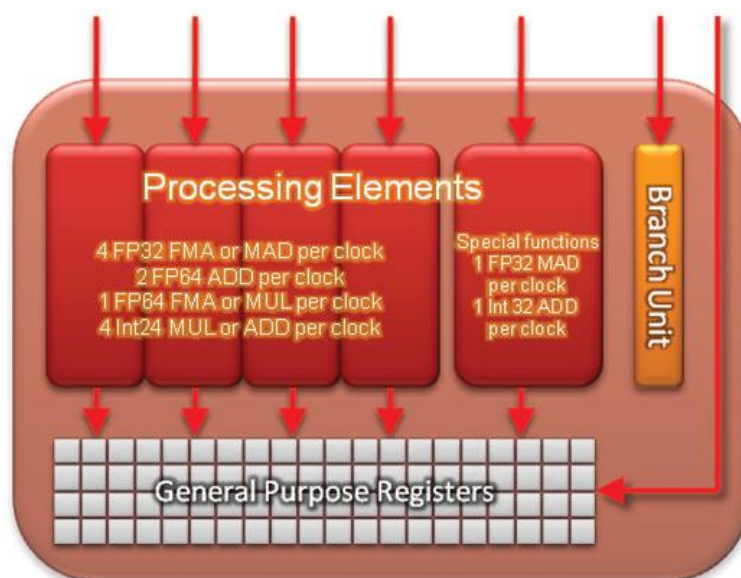 Processing Elements
4 FP32 FMA or MAD per clock
2 FP64 ADD per clock
1 FP64 FMA or MUL per clock
4 Int24 MUL or ADD per clock
Special functions
1 FP32 MAD
per clock
1 Int 32 ADD
per clock
Branch Unit
General Purpose Registers